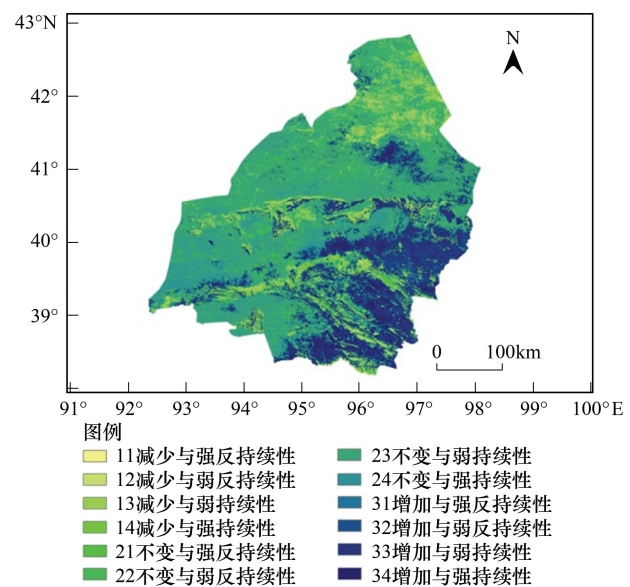 43°N
N
42°
41°
40°
39°
0 100km
91° 92° 93° 94° 95° 96° 97° 98° 99° 100°E
图例
11减少与强反持续性 23不变与弱持续性
12减少与弱反持续性 24不变与强持续性
13减少与弱持续性 31增加与强反持续性
14减少与强持续性 32增加与弱反持续性
21不变与强反持续性 33增加与弱持续性
22不变与弱反持续性 34增加与强持续性